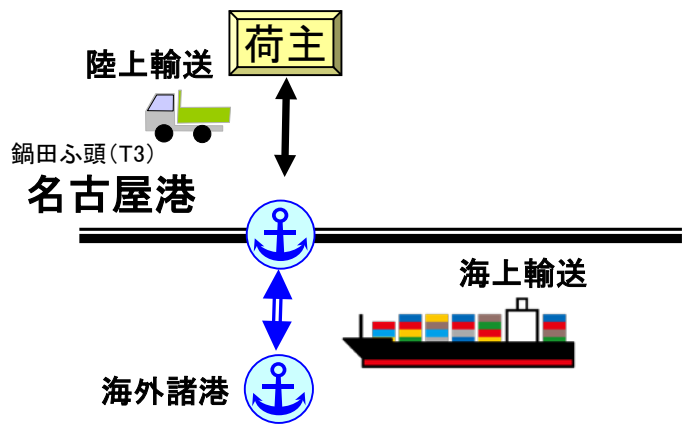 荷主
陸上輸送
鍋田ふ頭(T3)
名古屋港
海上輸送
海外諸港